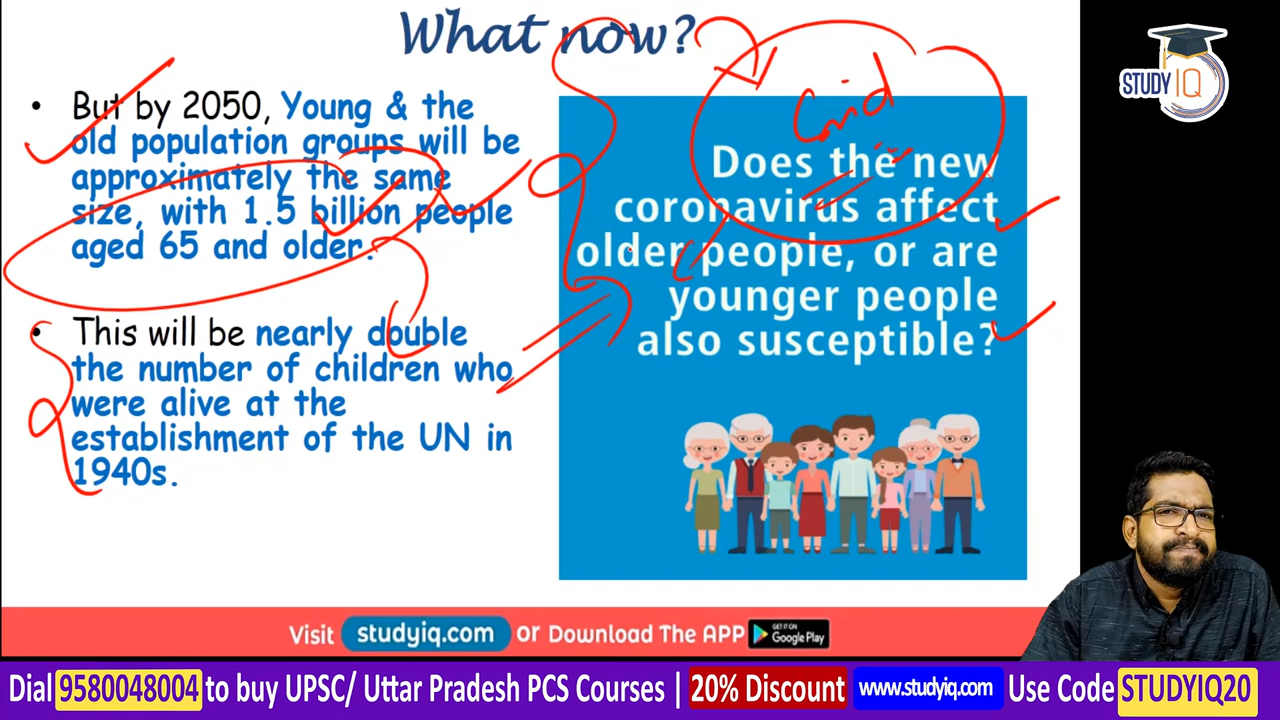 What now?
• But by 2050, Young & the
old population groups will be
approximately the same
size, with 1.5 billion people
aged 65 and older.
• This will be nearly double
the number of children who
were alive at the
establishment of the UN in
1940s.
Covid
Does the new
coronavirus affect
older people, or are
younger people
also susceptible?
STUDY IQ
Visit studyiq.com or Download The APP GET IT ON Google Play
Dial 9580048004 to buy UPSC/ Uttar Pradesh PCS Courses | 20% Discount www.studyiq.com Use Code STUDYIQ20